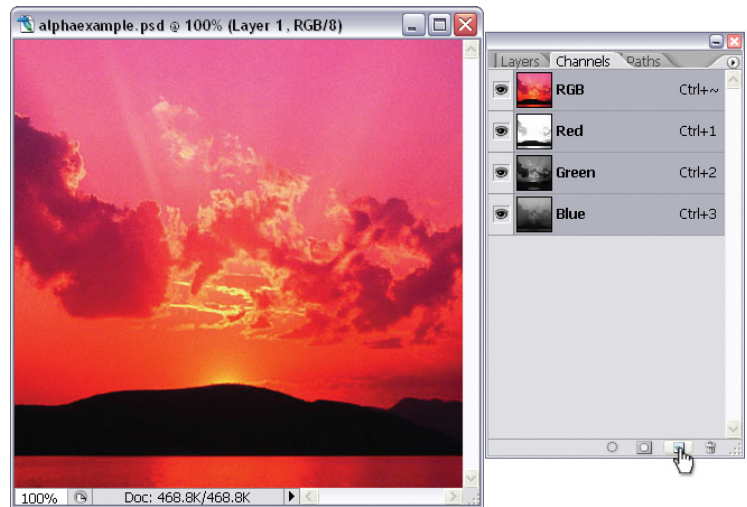 alphaexample.psd @ 100% (Layer 1, RGB/8)
Layers Channels Paths
RGB Ctrl+~
Red Ctrl+1
Green Ctrl+2
Blue Ctrl+3
100% Doc: 468.8K/468.8K